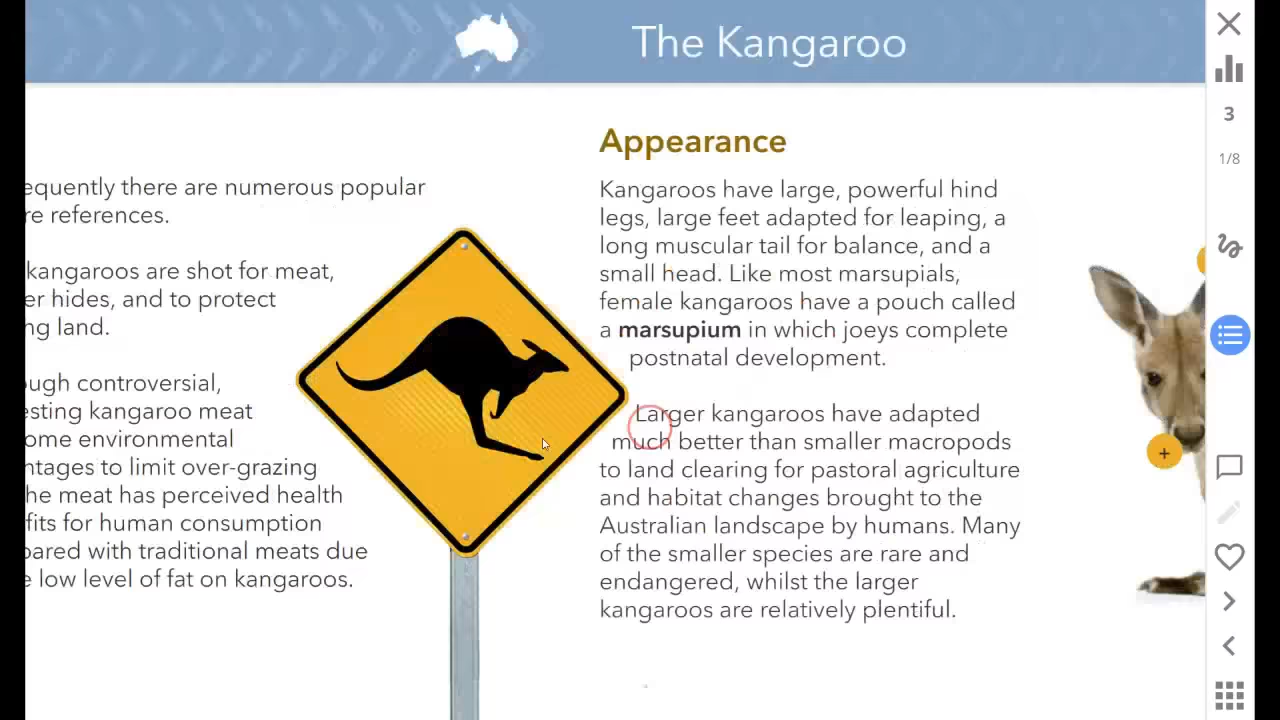 The Kangaroo
equently there are numerous popular
re references.
kangaroos are shot for meat,
er hides, and to protect
ng land.
ough controversial,
esting kangaroo meat
ome environmental
ntages to limit over-grazing
he meat has perceived health
fits for human consumption
pared with traditional meats due
e low level of fat on kangaroos.
Appearance
Kangaroos have large, powerful hind
legs, large feet adapted for leaping, a
long muscular tail for balance, and a
small head. Like most marsupials,
female kangaroos have a pouch called
a marsupium in which joeys complete
postnatal development.
Larger kangaroos have adapted
much better than smaller macropods
to land clearing for pastoral agriculture
and habitat changes brought to the
Australian landscape by humans. Many
of the smaller species are rare and
endangered, whilst the larger
kangaroos are relatively plentiful.
3
1/8